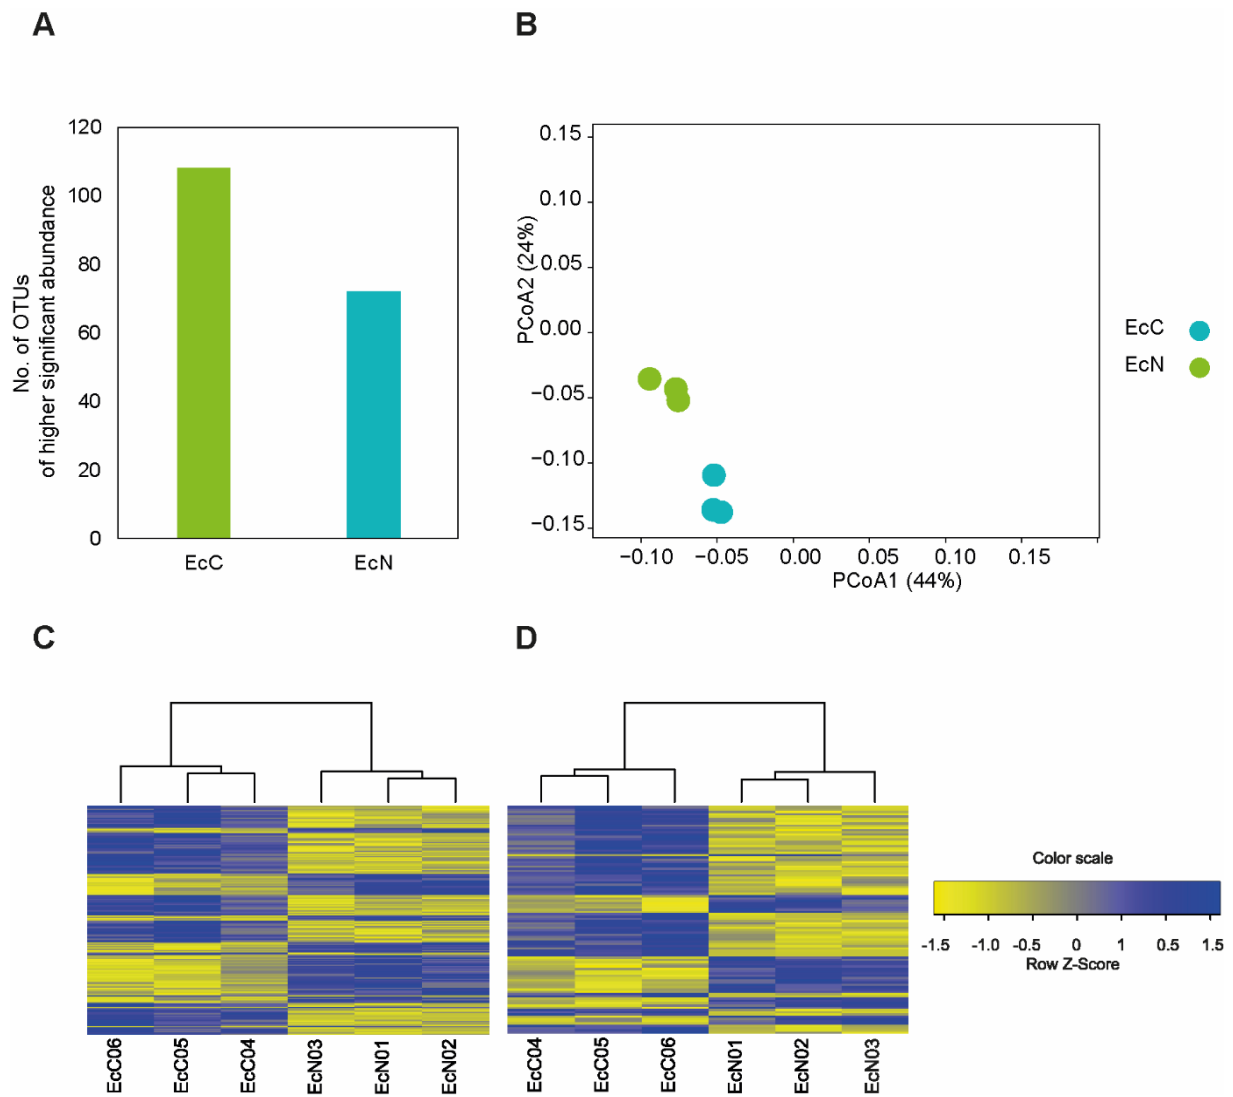 A
B
120
100
80
60
40
20
0
No. of OTUs
of higher significant abundance
EcC EcN
0.15
0.10
0.05
0.00
−0.05
−0.10
−0.15
PCoA2 (24%)
−0.10 −0.05 0.00 0.05 0.10 0.15
PCoA1 (44%)
EcC
EcN
C
D
EcC06 EcC05 EcC04 EcN03 EcN01 EcN02
EcC04 EcC05 EcC06 EcN01 EcN02 EcN03
Color scale
-1.5 -1.0 -0.5 0 1 0.5 1.5
Row Z-Score